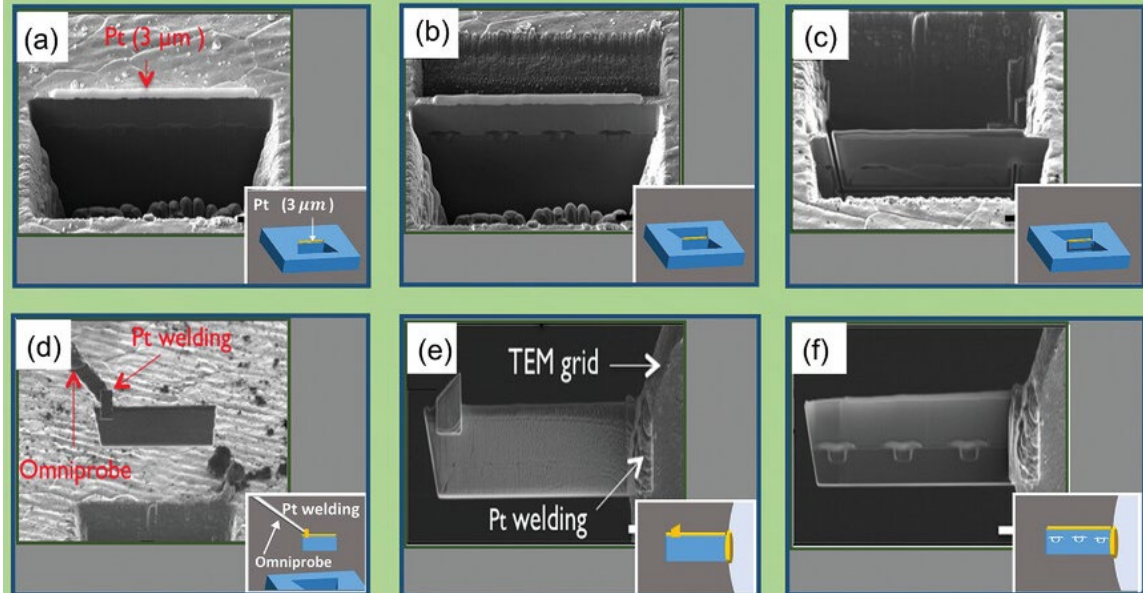 (a)
Pt (3 μm )
Pt (3 μm)
(b)
(c)
(d)
Pt welding
Omniprobe
Pt welding
Omniprobe
(e)
TEM grid
Pt welding
(f)